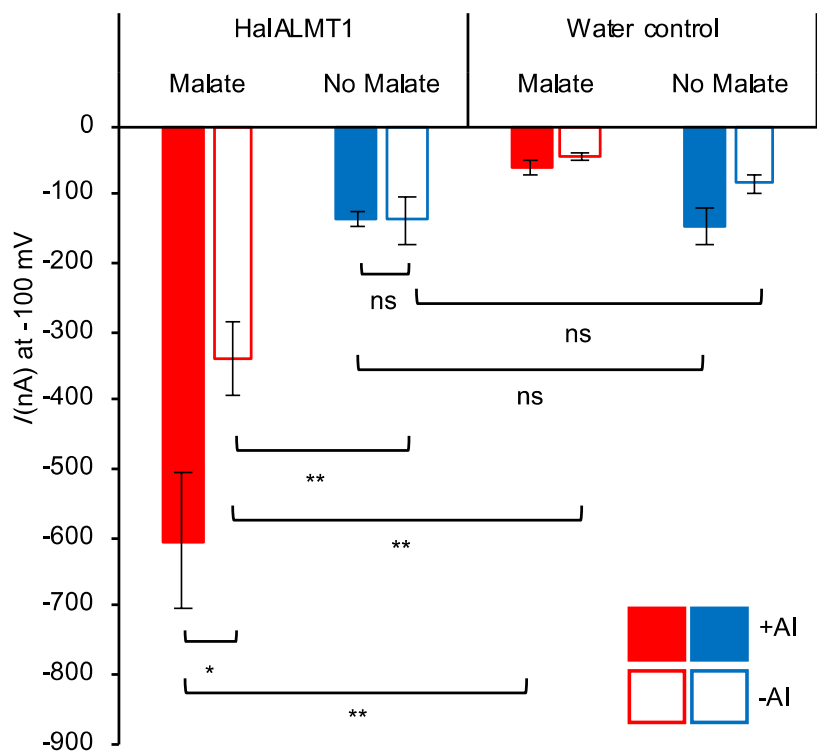 HalALMT1 Water control
Malate No Malate Malate No Malate
0
-100
-200
-300
-400
-500
-600
-700
-800
-900
I(nA) at -100 mV
ns
ns
ns
**
**
*
**
+Al
-Al